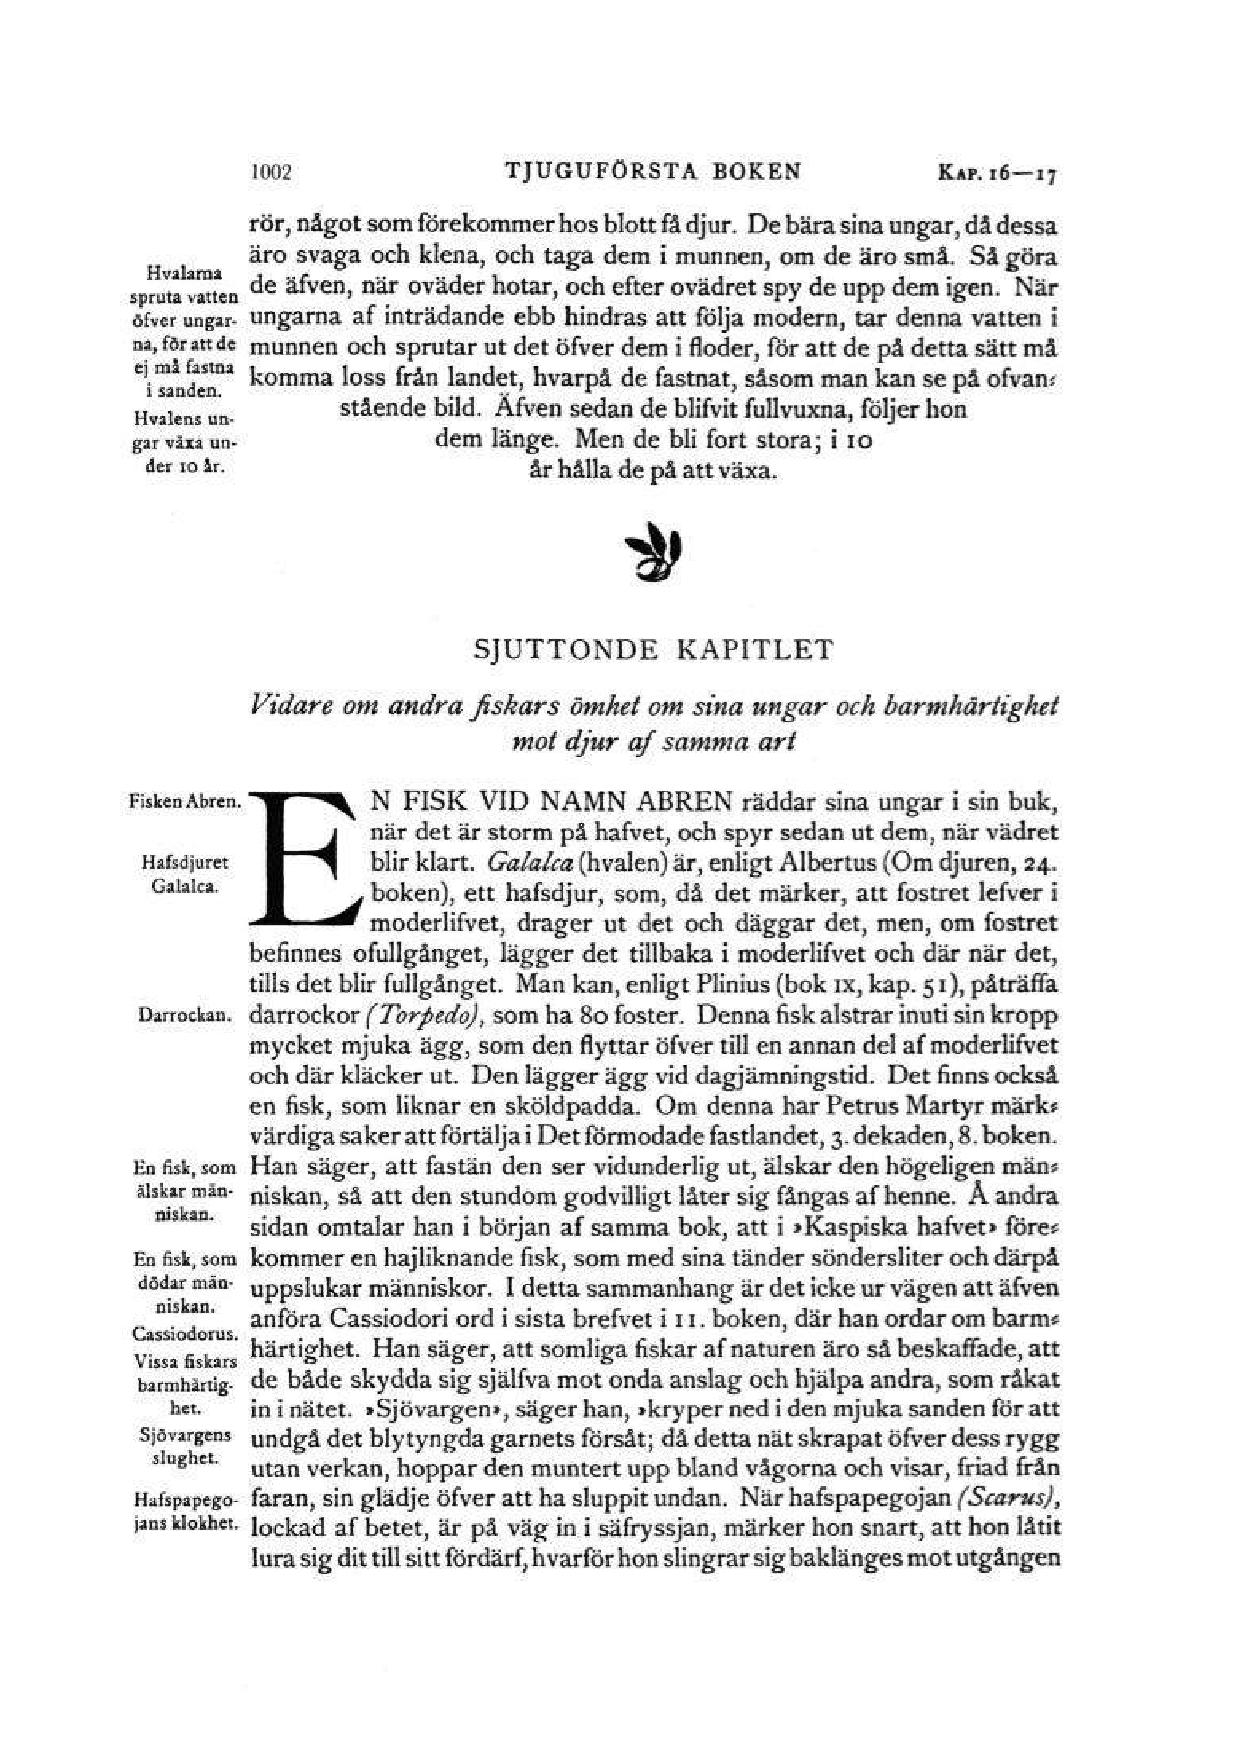 1002 TJUGUFÖRSTA BOKEN KAP. 16—17
rör, något som förekommer hos blott få djur. De bära sina ungar, då dessa
äro svaga och klena, och taga dem i munnen, om de äro små. Så göra
de äfven, när oväder hotar, och efter ovädret spy de upp dem igen. När
ungarna af inträdande ebb hindras att följa modern, tar denna vatten i
munnen och sprutar ut det öfver dem i floder, för att de på detta sätt må
komma loss från landet, hvarpå de fastnat, såsom man kan se på ofvan-
stående bild. Äfven sedan de blifvit fullvuxna, följer hon
dem länge. Men de bli fort stora; i 10
år hålla de på att växa.
Hvalarna
spruta vatten
öfver ungar-
na, för att de
ej må fastna
i sanden.
Hvalens un-
gar växa un-
der 10 år.
SJUTTONDE KAPITLET
Vidare om andra fiskars ömhet om sina ungar och barmhärtighet
mot djur af samma art
EN FISK VID NAMN ABREN räddar sina ungar i sin buk,
när det är storm på hafvet, och spyr sedan ut dem, när vädret
blir klart. Galalca (hvalen) är, enligt Albertus (Om djuren, 24.
boken), ett hafsdjur, som, då det märker, att fostret lefver i
moderlifvet, drager ut det och däggar det, men, om fostret
befinnes ofullgånget, lägger det tillbaka i moderlifvet och där när det,
tills det blir fullgånget. Man kan, enligt Plinius (bok IX, kap. 51), påträffa
darrockor (Torpedo), som ha 80 foster. Denna fisk alstrar inuti sin kropp
mycket mjuka ägg, som den flyttar öfver till en annan del af moderlifvet
och där kläcker ut. Den lägger ägg vid dagjämningstid. Det finns också
en fisk, som liknar en sköldpadda. Om denna har Petrus Martyr märk-
värdiga saker att förtälja i Det förmodade fastlandet, 3. dekaden, 8. boken.
Han säger, att fastän den ser vidunderlig ut, älskar den högeligen män-
niskan, så att den stundom godvilligt låter sig fångas af henne. Å andra
sidan omtalar han i början af samma bok, att i »Kaspiska hafvet» före-
kommer en hajliknande fisk, som med sina tänder söndersliter och därpå
uppslukar människor. I detta sammanhang är det icke ur vägen att äfven
anföra Cassiodori ord i sista brefvet i 11. boken, där han ordar om barm-
härtighet. Han säger, att somliga fiskar af naturen äro så beskaffade, att
de både skydda sig själfva mot onda anslag och hjälpa andra, som råkat
in i nätet. »Sjövargen», säger han, »kryper ned i den mjuka sanden för att
undgå det blytyngda garnets försåt; då detta nät skrapat öfver dess rygg
utan verkan, hoppar den muntert upp bland vågorna och visar, friad från
faran, sin glädje öfver att ha sluppit undan. När hafspapegojan (Scarus),
lockad af betet, är på väg in i säfryssjan, märker hon snart, att hon låtit
lura sig dit till sitt fördärf, hvarför hon slingrar sig baklänges mot utgången
Fisken Abren.
Hafsdjuret
Galalca.
Darrockan.
En fisk, som
älskar män-
niskan.
En fisk, som
dödar män-
niskan.
Cassiodorus.
Vissa fiskars
barmhärtig-
het.
Sjövargens
slughet.
Hafspapego-
jans klokhet.